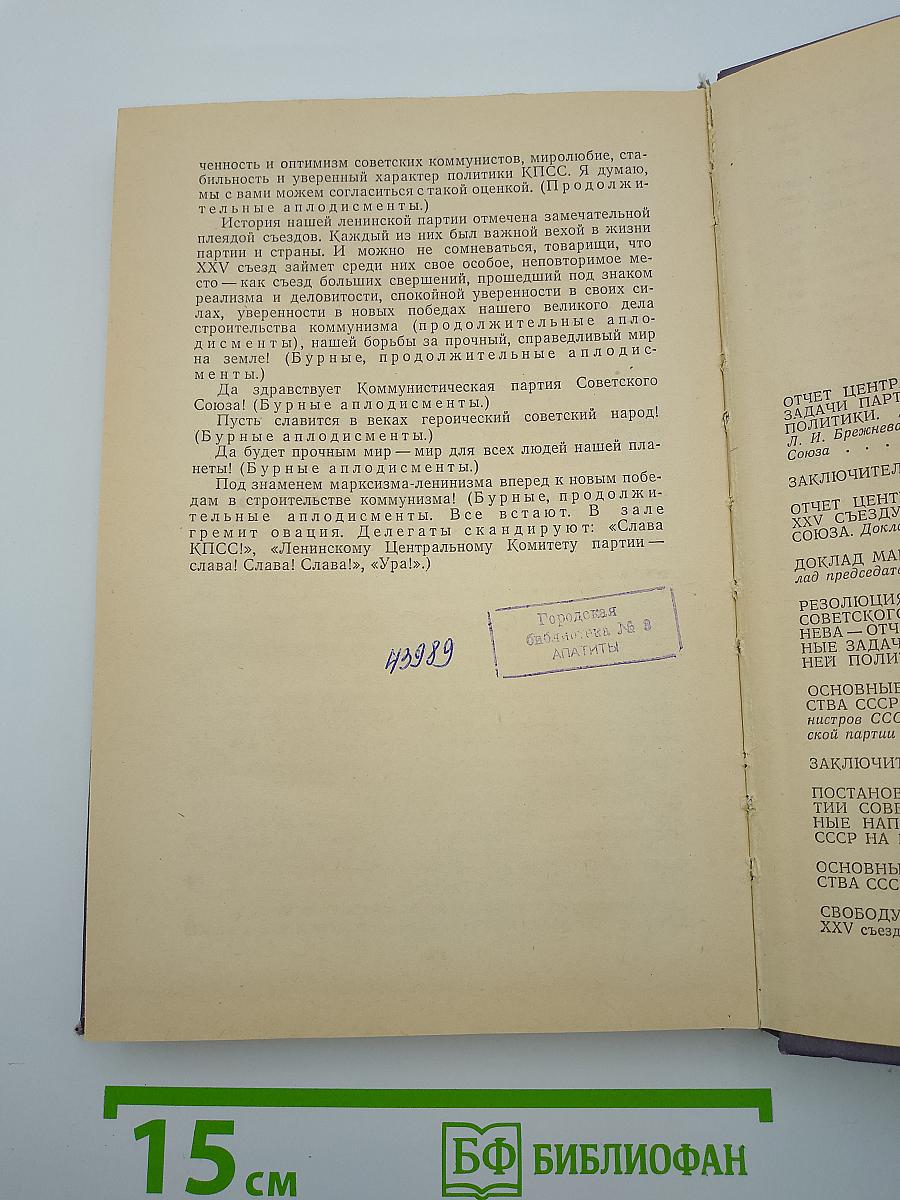 ченность и оптимизм советских коммунистов, миролюбие, ста-
бильность и уверенный характер политики КПСС. Я думаю,
мы с вами можем согласиться с такой оценкой. (Продолжи-
тельные аплодисменты.)
История нашей ленинской партии отмечена замечательной
плеядой съездов. Каждый из них был важной вехой в жизни
партии и страны. И можно не сомневаться, товарищи, что
XXV съезд займет среди них свое особое, неповторимое ме-
сто — как съезд больших свершений, прошедший под знаком
реализма и деловитости, спокойной уверенности в своих си-
лах, уверенности в новых победах нашего великого дела
строительства коммунизма (продолжительные апло-
дисменты), нашей борьбы за прочный, справедливый мир
на земле! (Бурные, продолжительные аплодис-
менты.)
Да здравствует Коммунистическая партия Советского
Союза! (Бурные аплодисменты.)
Пусть славится в веках героический советский народ!
(Бурные аплодисменты.)
Да будет прочным мир — мир для всех людей нашей пла-
неты! (Бурные аплодисменты.)
Под знаменем марксизма-ленинизма вперед к новым побе-
дам в строительстве коммунизма! (Бурные, продолжи-
тельные аплодисменты. Все встают. В зале
гремит овация. Делегаты скандируют: «Слава
КПСС!», «Ленинскому Центральному Комитету партии —
слава! Слава! Слава!», «Ура!».)
43989
Городская
библиотека № 3
АПАТИТЫ
ОТЧЕТ ЦЕНТР
ЗАДАЧИ ПАРТ
ПОЛИТИКИ.
Л. И. Брежнева
Союза . . . .
ЗАКЛЮЧИТЕЛ
ОТЧЕТ ЦЕНТ
XXV СЪЕЗДУ
СОЮЗА. Докла
ДОКЛАД МА
лад председате
РЕЗОЛЮЦИЯ
СОВЕТСКОГО
НЕВА — ОТЧ
НЫЕ ЗАДАЧ
НЕЙ ПОЛИТ
ОСНОВНЫЕ
СТВА СССР
нистров ССС
ской партии
ЗАКЛЮЧИТ
ПОСТАНОВ
ТИИ СОВЕ
НЫЕ НАП
СССР НА
ОСНОВНЫ
СТВА ССС
СВОБОДУ
XXV съезд
15 см
БФ БИБЛИОФАН